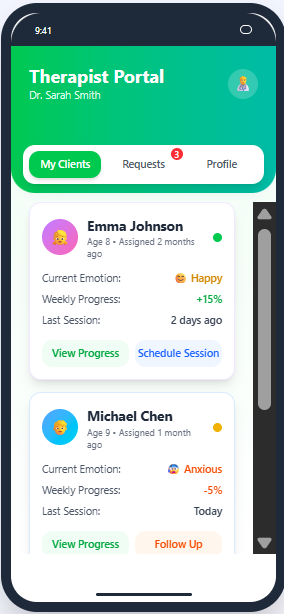 9:41
Therapist Portal
Dr. Sarah Smith
My Clients
Requests
3
Profile
Emma Johnson
Age 8 • Assigned 2 months
ago
Current Emotion: 😊 Happy
Weekly Progress: +15%
Last Session: 2 days ago
View Progress
Schedule Session
Michael Chen
Age 9 • Assigned 1 month
ago
Current Emotion: 😰 Anxious
Weekly Progress: -5%
Last Session: Today
View Progress
Follow Up